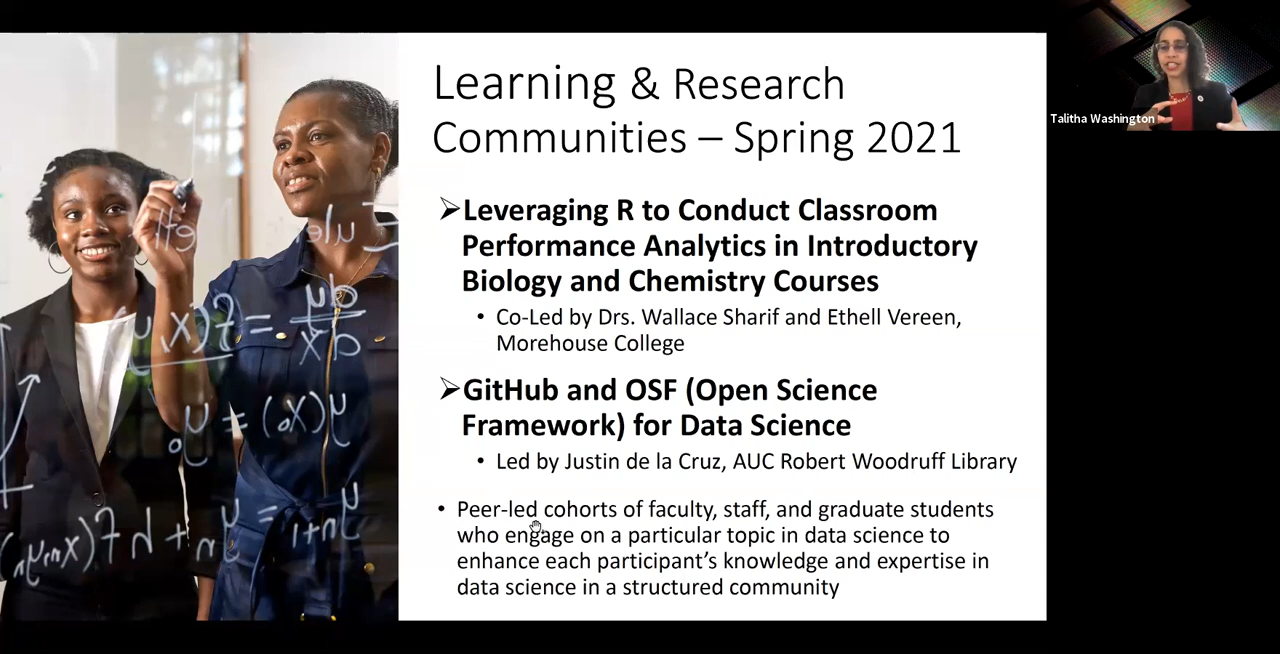 Learning & Research
Communities – Spring 2021
➢Leveraging R to Conduct Classroom
Performance Analytics in Introductory
Biology and Chemistry Courses
• Co-Led by Drs. Wallace Sharif and Ethell Vereen,
Morehouse College
➢GitHub and OSF (Open Science
Framework) for Data Science
• Led by Justin de la Cruz, AUC Robert Woodruff Library
• Peer-led cohorts of faculty, staff, and graduate students
who engage on a particular topic in data science to
enhance each participant’s knowledge and expertise in
data science in a structured community
Talitha Washington